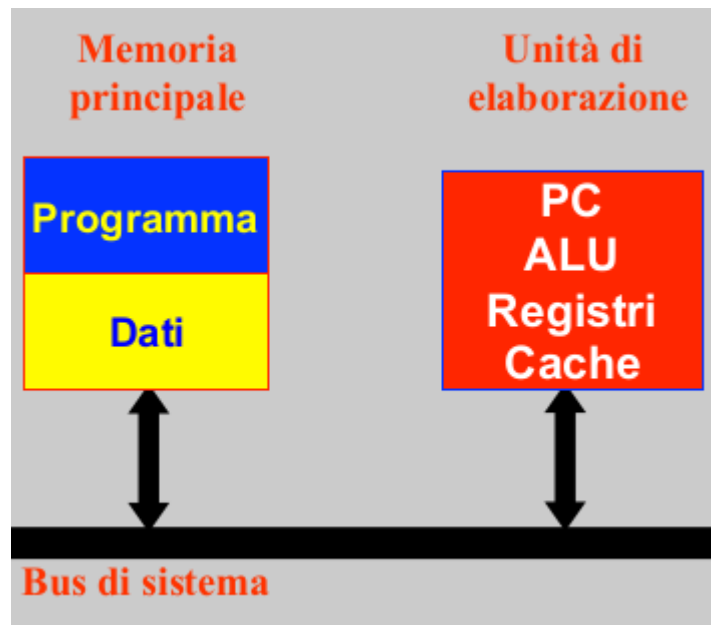 Memoria
principale
Unità di
elaborazione
Programma
Dati
PC
ALU
Registri
Cache
Bus di sistema